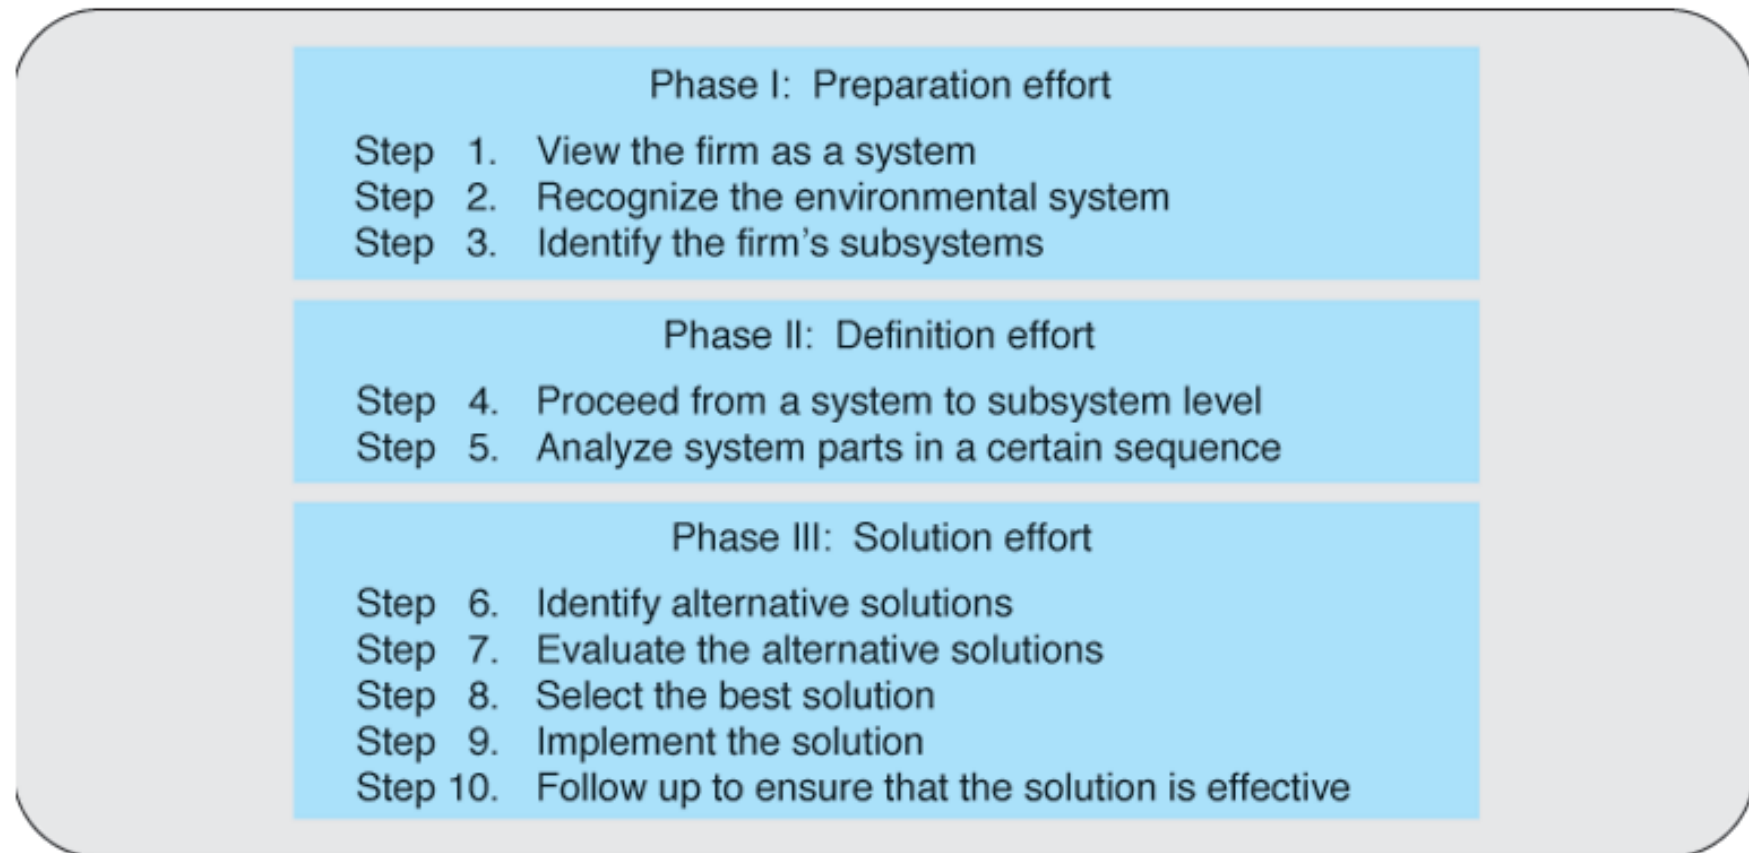 Phase I: Preparation effort
Step 1. View the firm as a system
Step 2. Recognize the environmental system
Step 3. Identify the firm's subsystems
Phase II: Definition effort
Step 4. Proceed from a system to subsystem level
Step 5. Analyze system parts in a certain sequence
Phase III: Solution effort
Step 6. Identify alternative solutions
Step 7. Evaluate the alternative solutions
Step 8. Select the best solution
Step 9. Implement the solution
Step 10. Follow up to ensure that the solution is effective